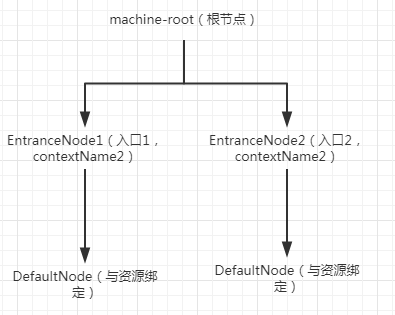 machine-root（根节点）
EntranceNode1（入口1，
contextName2）
EntranceNode2（入口2，
contextName2）
DefaultNode（与资源绑
定）
DefaultNode（与资源绑
定）